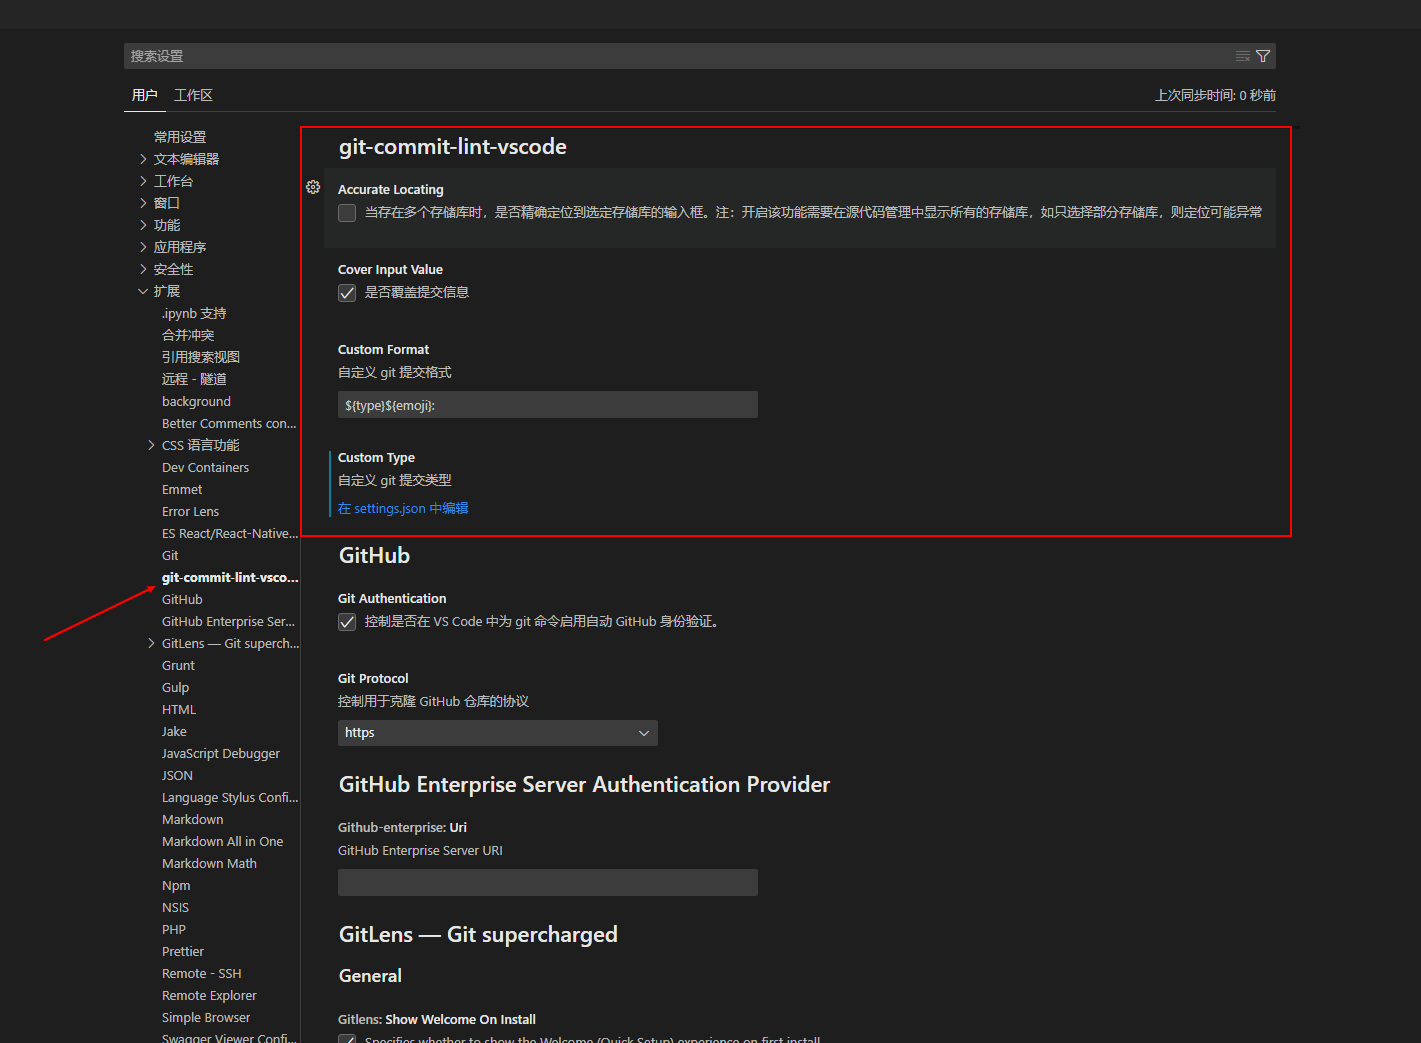 搜索设置
用户
工作区
上次同步时间: 0 秒前
常用设置
文本编辑器
工作台
窗口
功能
应用程序
安全性
扩展
.ipynb 支持
合并冲突
引用搜索视图
远程 - 隧道
background
Better Comments con...
CSS 语言功能
Dev Containers
Emmet
Error Lens
ES React/React-Native...
Git
git-commit-lint-vsco...
GitHub
GitHub Enterprise Ser...
GitLens — Git superch...
Grunt
Gulp
HTML
Jake
JavaScript Debugger
JSON
Language Stylus Confi...
Markdown
Markdown All in One
Markdown Math
Npm
NSIS
PHP
Prettier
Remote - SSH
Remote Explorer
Simple Browser
Swagger Viewer Confi...
git-commit-lint-vscode
Accurate Locating
当存在多个存储库时，是否精确定位到选定存储库的输入框。注：开启该功能需要在源代码管理中显示所有的存储库，如只选择部分存储库，则定位可能异常
Cover Input Value
是否覆盖提交信息
Custom Format
自定义 git 提交格式
${type}${emoji}:
Custom Type
自定义 git 提交类型
在 settings.json 中编辑
GitHub
Git Authentication
控制是否在 VS Code 中为 git 命令启用自动 GitHub 身份验证。
Git Protocol
控制用于克隆 GitHub 仓库的协议
https
GitHub Enterprise Server Authentication Provider
Github-enterprise: Uri
GitHub Enterprise Server URI
GitLens — Git supercharged
General
Gitlens: Show Welcome On Install
Specifies whether to show the Welcome (Quick Setup) experience on first install